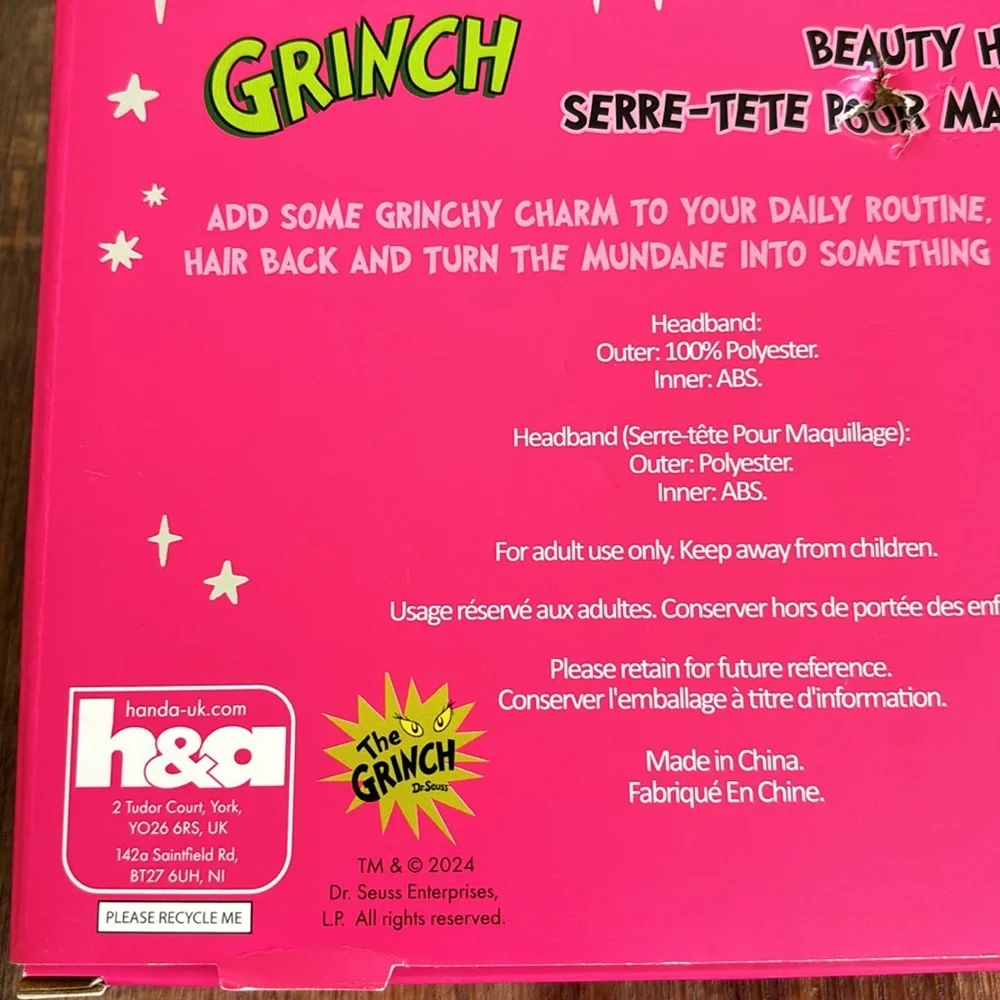 GRINCH
BEAUTY H
SERRE-TETE POUR MA
ADD SOME GRINCHY CHARM TO YOUR DAILY ROUTINE,
HAIR BACK AND TURN THE MUNDANE INTO SOMETHING
Headband:
Outer: 100% Polyester.
Inner: ABS.
Headband (Serre-tête Pour Maquillage):
Outer: Polyester.
Inner: ABS.
For adult use only. Keep away from children.
Usage réservé aux adultes. Conserver hors de portée des enf
Please retain for future reference.
Conserver l'emballage à titre d'information.
Made in China.
Fabriqué En Chine.
handa-uk.com
h&a
2 Tudor Court, York,
YO26 6RS, UK
142a Saintfield Rd,
BT27 6UH, NI
PLEASE RECYCLE ME
The
GRINCH
Dr. Seuss
TM & © 2024
Dr. Seuss Enterprises,
L.P. All rights reserved.